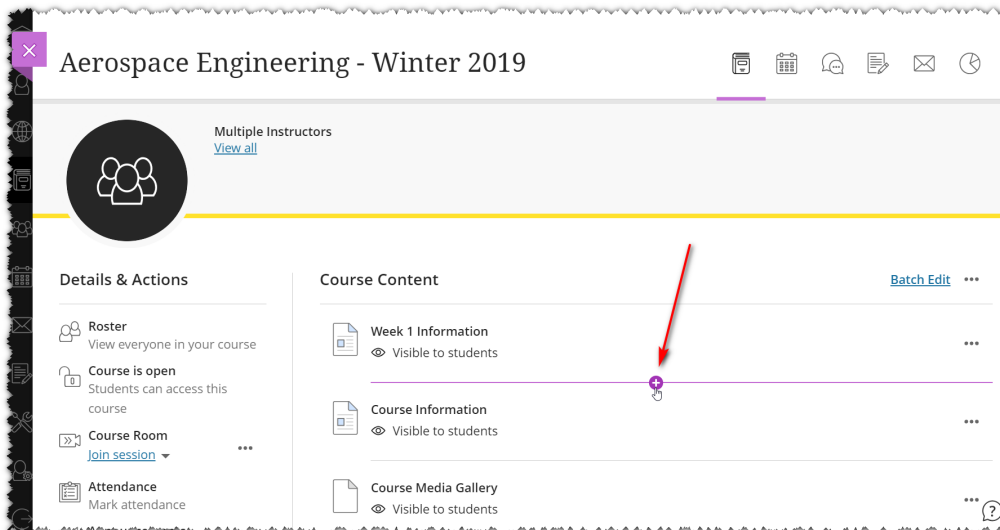 Aerospace Engineering - Winter 2019
Multiple Instructors
View all
Details & Actions
Roster
View everyone in your course
Course is open
Students can access this
course
Course Room
Join session
Attendance
Mark attendance
Course Content
Batch Edit
Week 1 Information
Visible to students
Course Information
Visible to students
Course Media Gallery
Visible to students
?